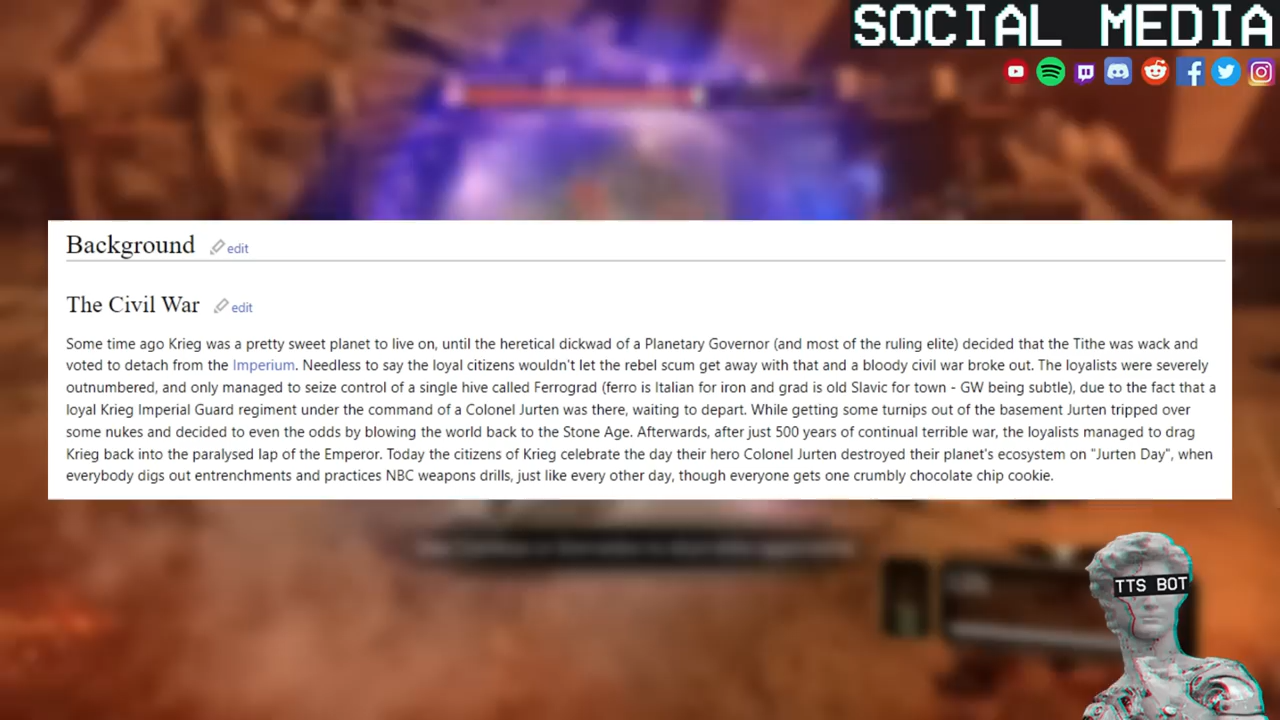 SOCIAL MEDIA
Background edit
The Civil War edit
Some time ago Krieg was a pretty sweet planet to live on, until the heretical dickwad of a Planetary Governor (and most of the ruling elite) decided that the Tithe was wack and
voted to detach from the Imperium. Needless to say the loyal citizens wouldn't let the rebel scum get away with that and a bloody civil war broke out. The loyalists were severely
outnumbered, and only managed to seize control of a single hive called Ferrograd (ferro is Italian for iron and grad is old Slavic for town - GW being subtle), due to the fact that a
loyal Krieg Imperial Guard regiment under the command of a Colonel Jurten was there, waiting to depart. While getting some turnips out of the basement Jurten tripped over
some nukes and decided to even the odds by blowing the world back to the Stone Age. Afterwards, after just 500 years of continual terrible war, the loyalists managed to drag
Krieg back into the paralysed lap of the Emperor. Today the citizens of Krieg celebrate the day their hero Colonel Jurten destroyed their planet's ecosystem on "Jurten Day", when
everybody digs out entrenchments and practices NBC weapons drills, just like every other day, though everyone gets one crumbly chocolate chip cookie.
TTS BOT